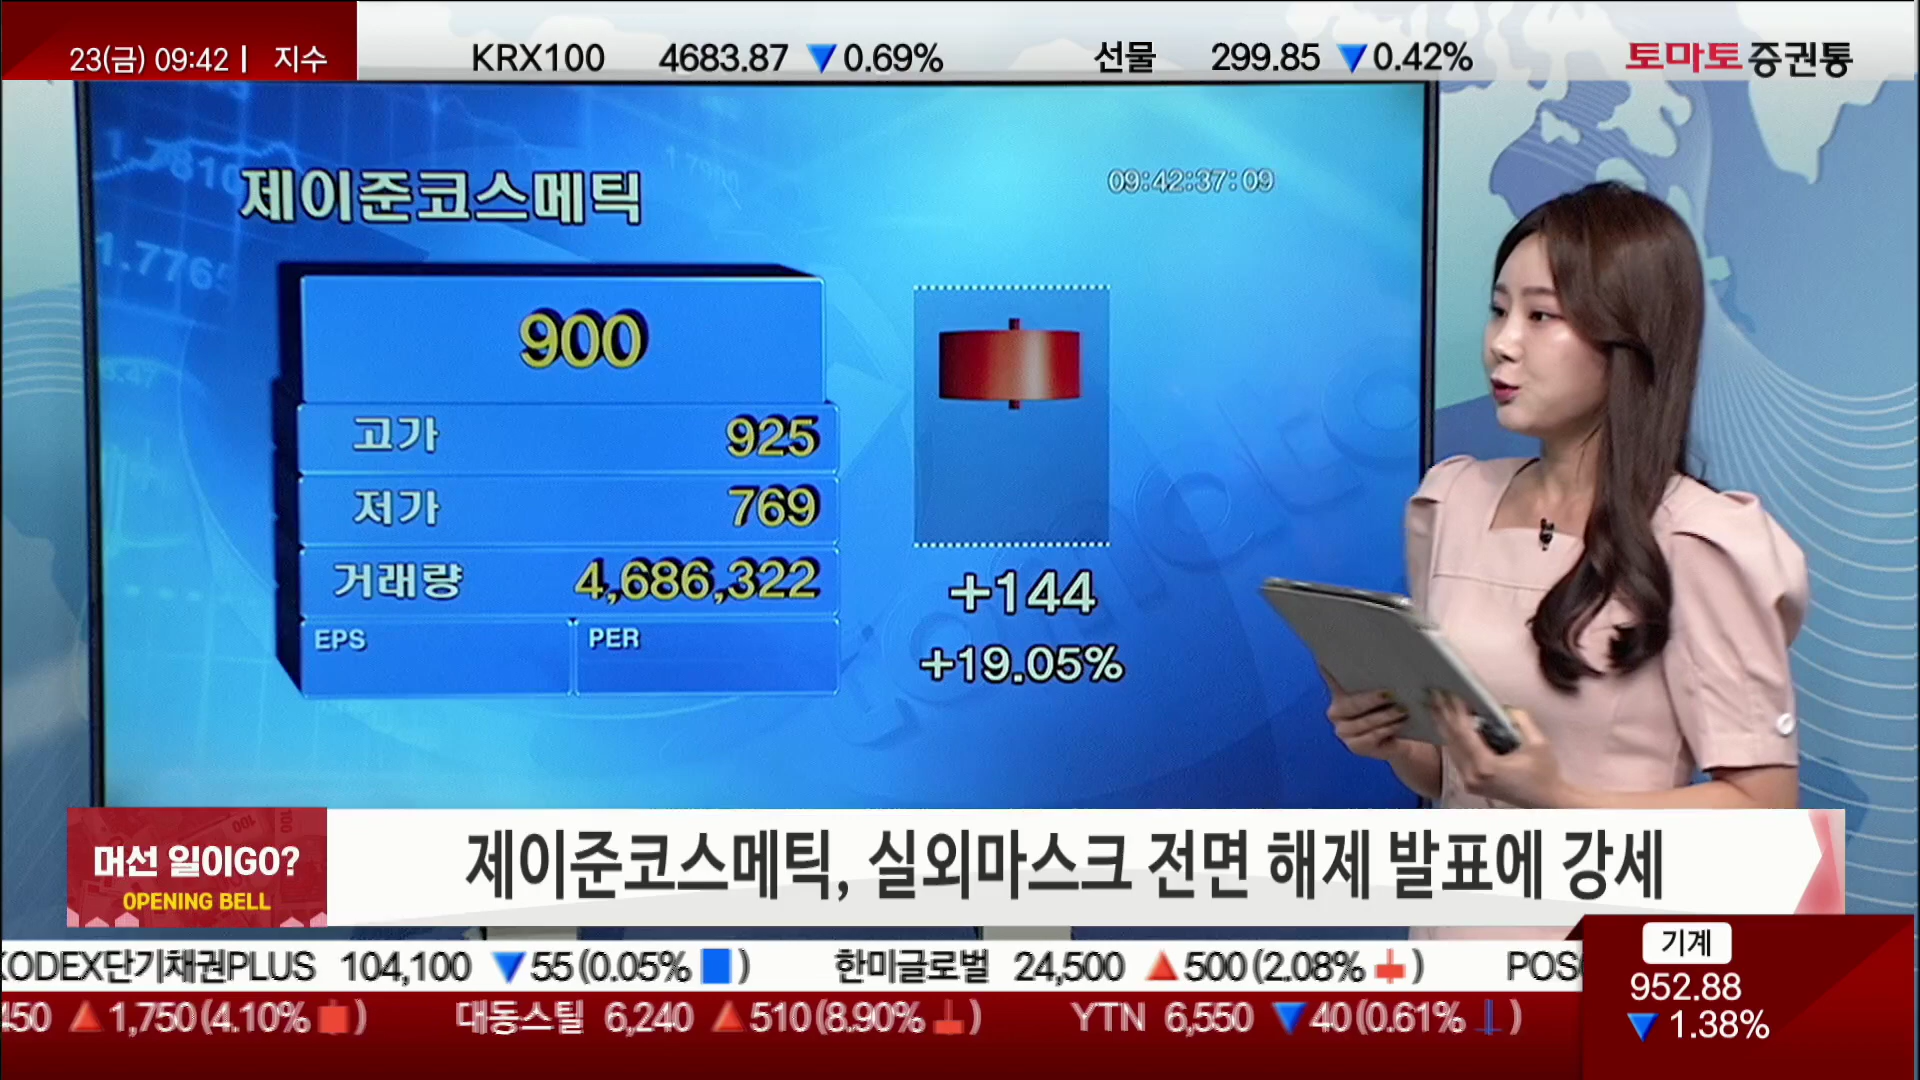 23(금) 09:42 | 지수 KRX100 4683.87 ▼0.69% 선물 299.85 ▼0.42% 토마토증권통
제이준코스메틱
09:42:37:09
900
고가 925
저가 769
거래량 4,686,322
EPS PER
+144
+19.05%
머선 일이GO?
OPENING BELL
제이준코스메틱, 실외마스크 전면 해제 발표에 강세
KODEX단기채권PLUS 104,100 ▼55(0.05%) 한미글로벌 24,500 ▲500(2.08%)
450 ▲1,750(4.10%) 대동스틸 6,240 ▲510(8.90%) YTN 6,550 ▼40(0.61%)
기계
952.88
▼1.38%